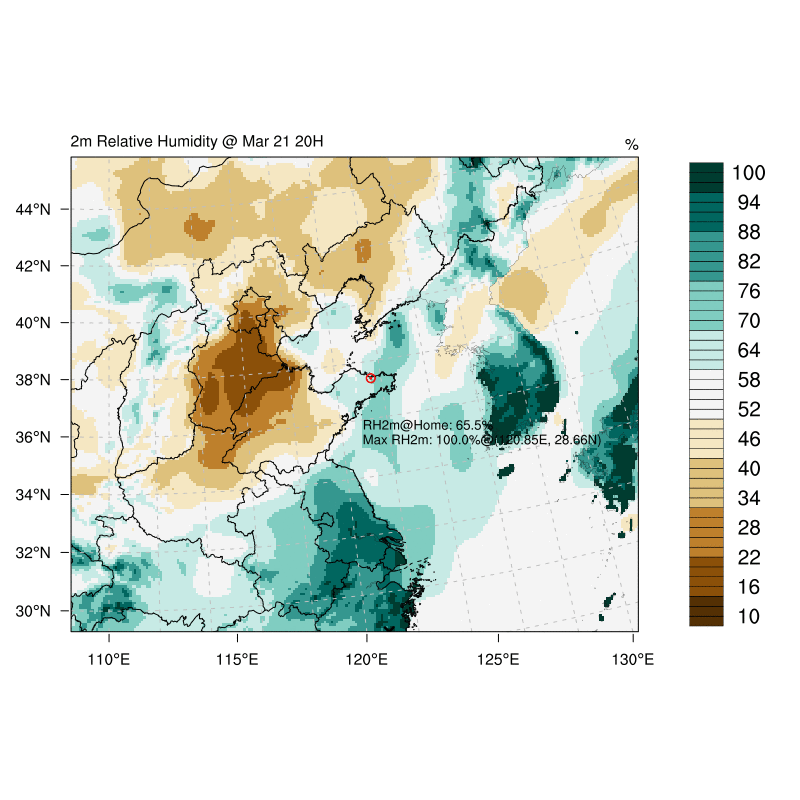 2m Relative Humidity @ Mar 21 20H
%
44°N
42°N
40°N
38°N
36°N
34°N
32°N
30°N
110°E
115°E
120°E
125°E
130°E
RH2m@Home: 65.5%
Max RH2m: 100.0%@(120.85E, 28.66N)
100
94
88
82
76
70
64
58
52
46
40
34
28
22
16
10